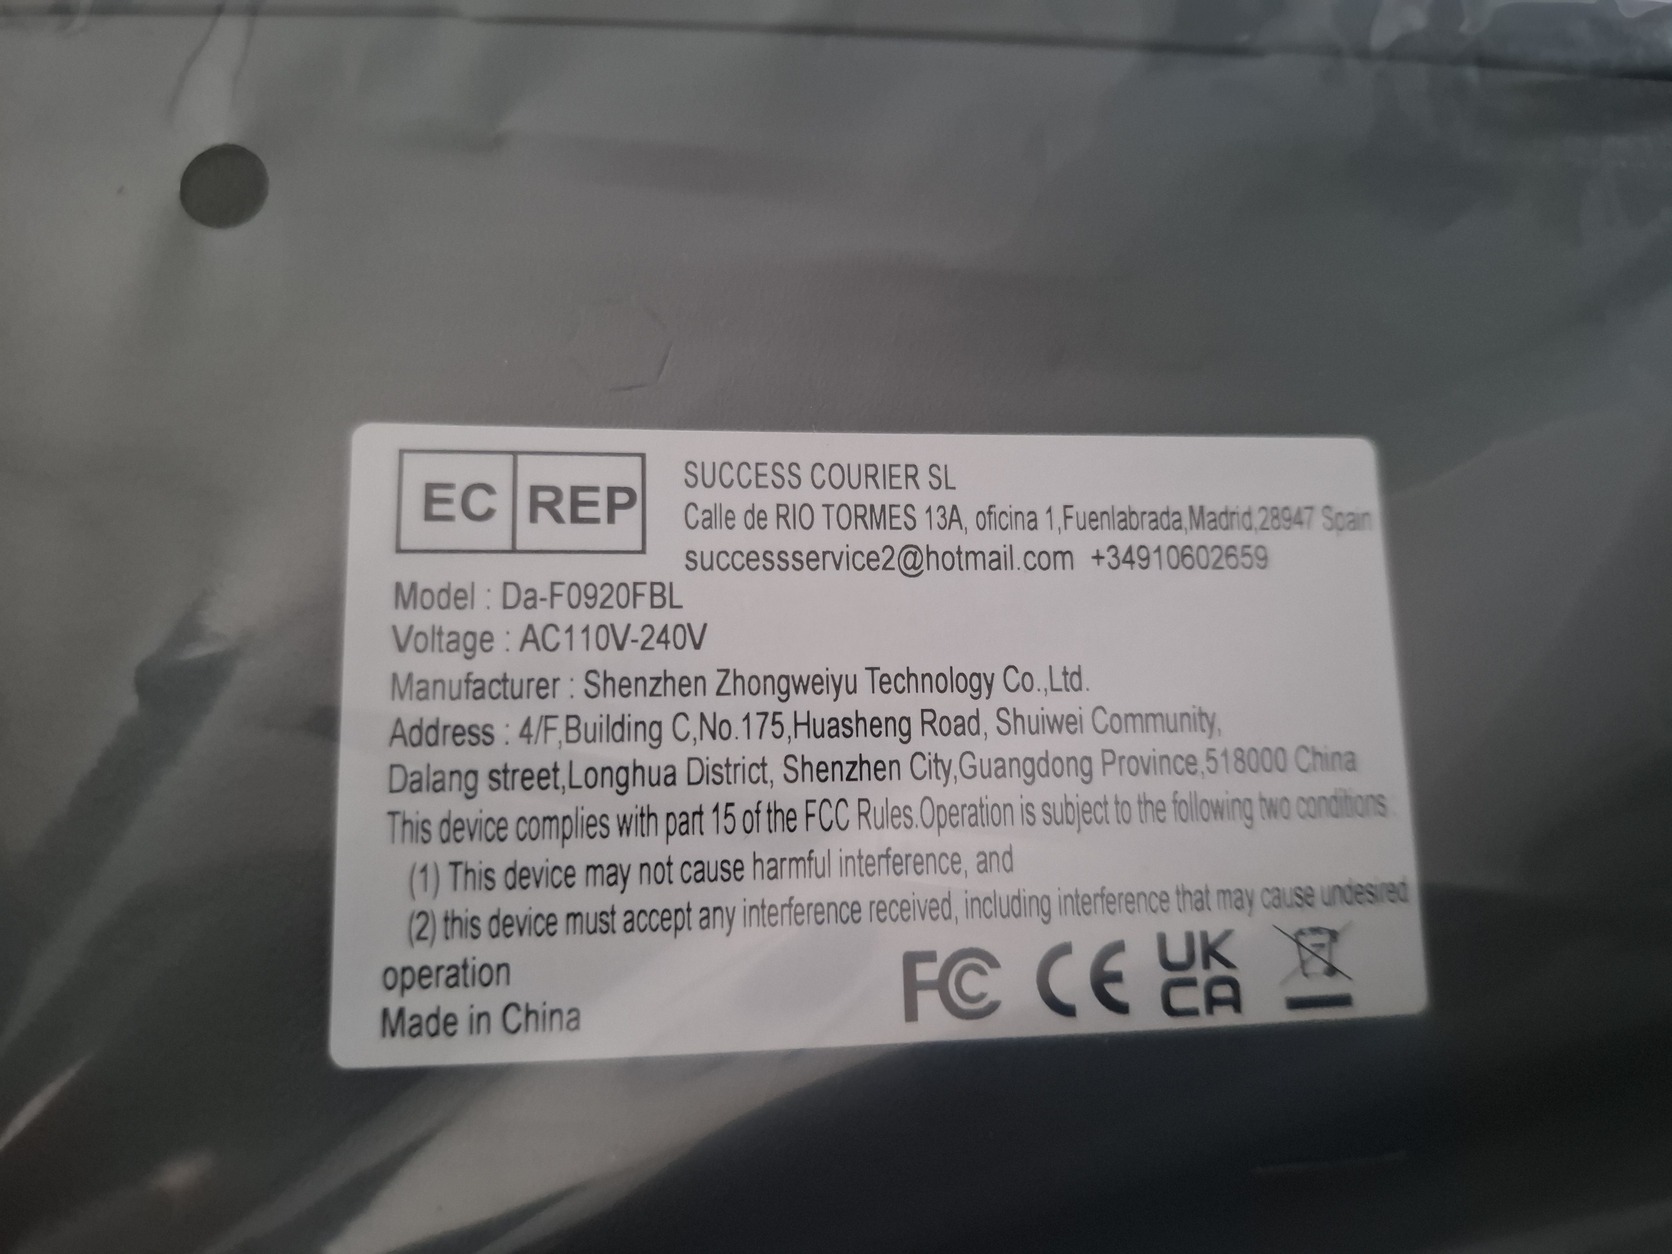 EC REP
SUCCESS COURIER SL
Calle de RIO TORMES 13A, oficina 1,Fuenlabrada,Madrid,28947 Spain
successservice2@hotmail.com +34910602659
Model : Da-F0920FBL
Voltage : AC110V-240V
Manufacturer : Shenzhen Zhongweiyu Technology Co.,Ltd.
Address : 4/F,Building C,No.175,Huasheng Road, Shuiwei Community,
Dalang street,Longhua District, Shenzhen City,Guangdong Province,518000 China
This device complies with part 15 of the FCC Rules.Operation is subject to the following two conditions
(1) This device may not cause harmful interference, and
(2) this device must accept any interference received, including interference that may cause undesired
operation
Made in China
FC CE UK
CA